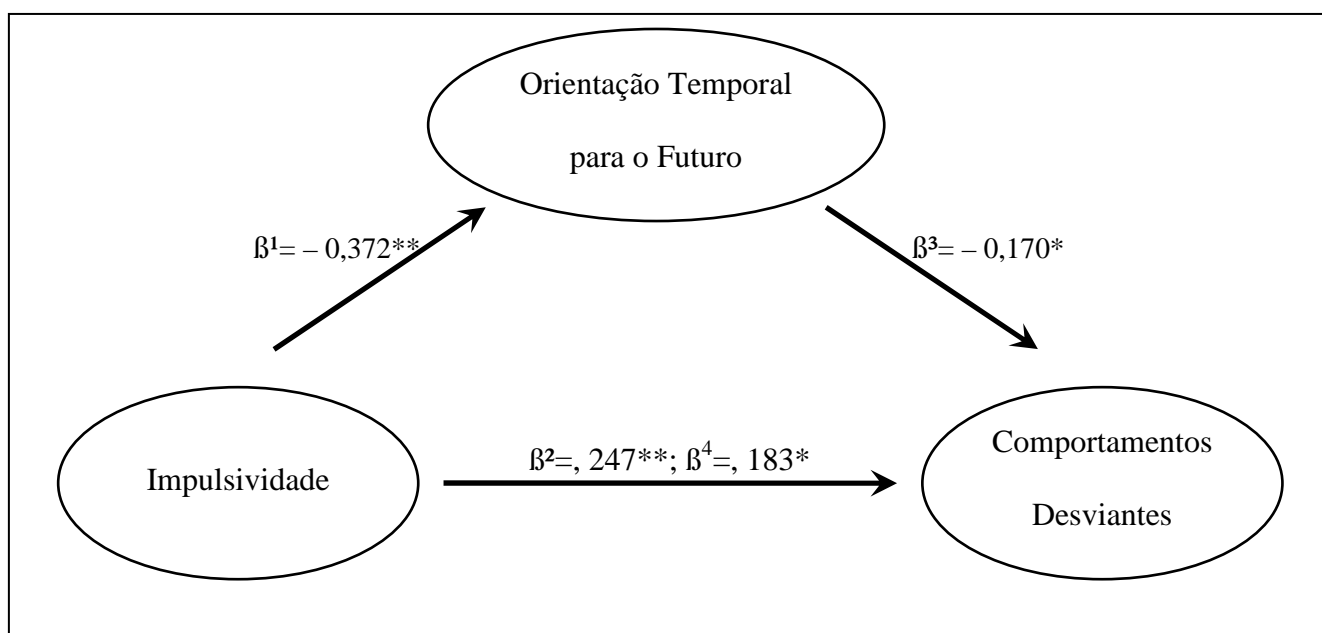 Orientação Temporal
para o Futuro
ß¹= – 0,372**
ß³= – 0,170*
Impulsividade
ß²=, 247**; ß⁴=, 183*
Comportamentos
Desviantes